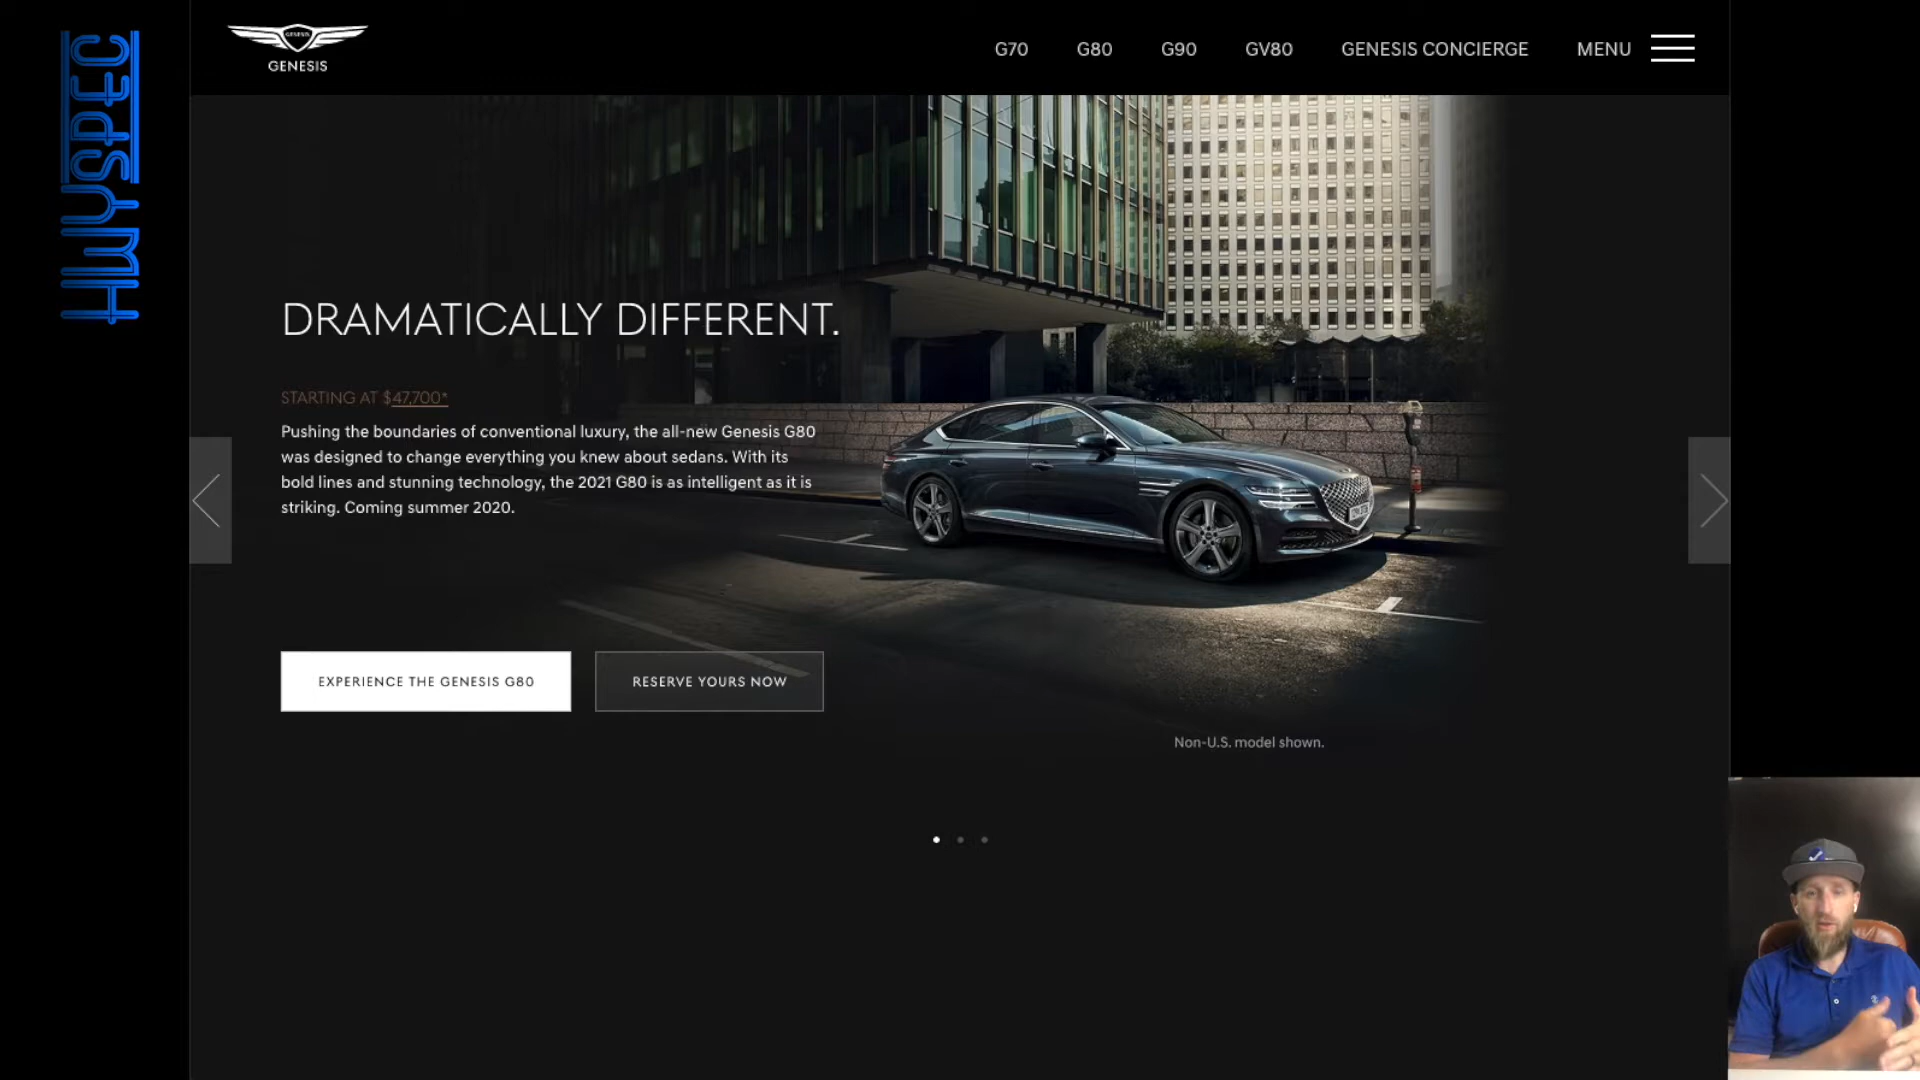 HWYSPEC
GENESIS
GENESIS
G70
G80
G90
GV80
GENESIS CONCIERGE
MENU
DRAMATICALLY DIFFERENT.
STARTING AT $47,700*
Pushing the boundaries of conventional luxury, the all-new Genesis G80
was designed to change everything you knew about sedans. With its
bold lines and stunning technology, the 2021 G80 is as intelligent as it is
striking. Coming summer 2020.
EXPERIENCE THE GENESIS G80
RESERVE YOURS NOW
Non-U.S. model shown.